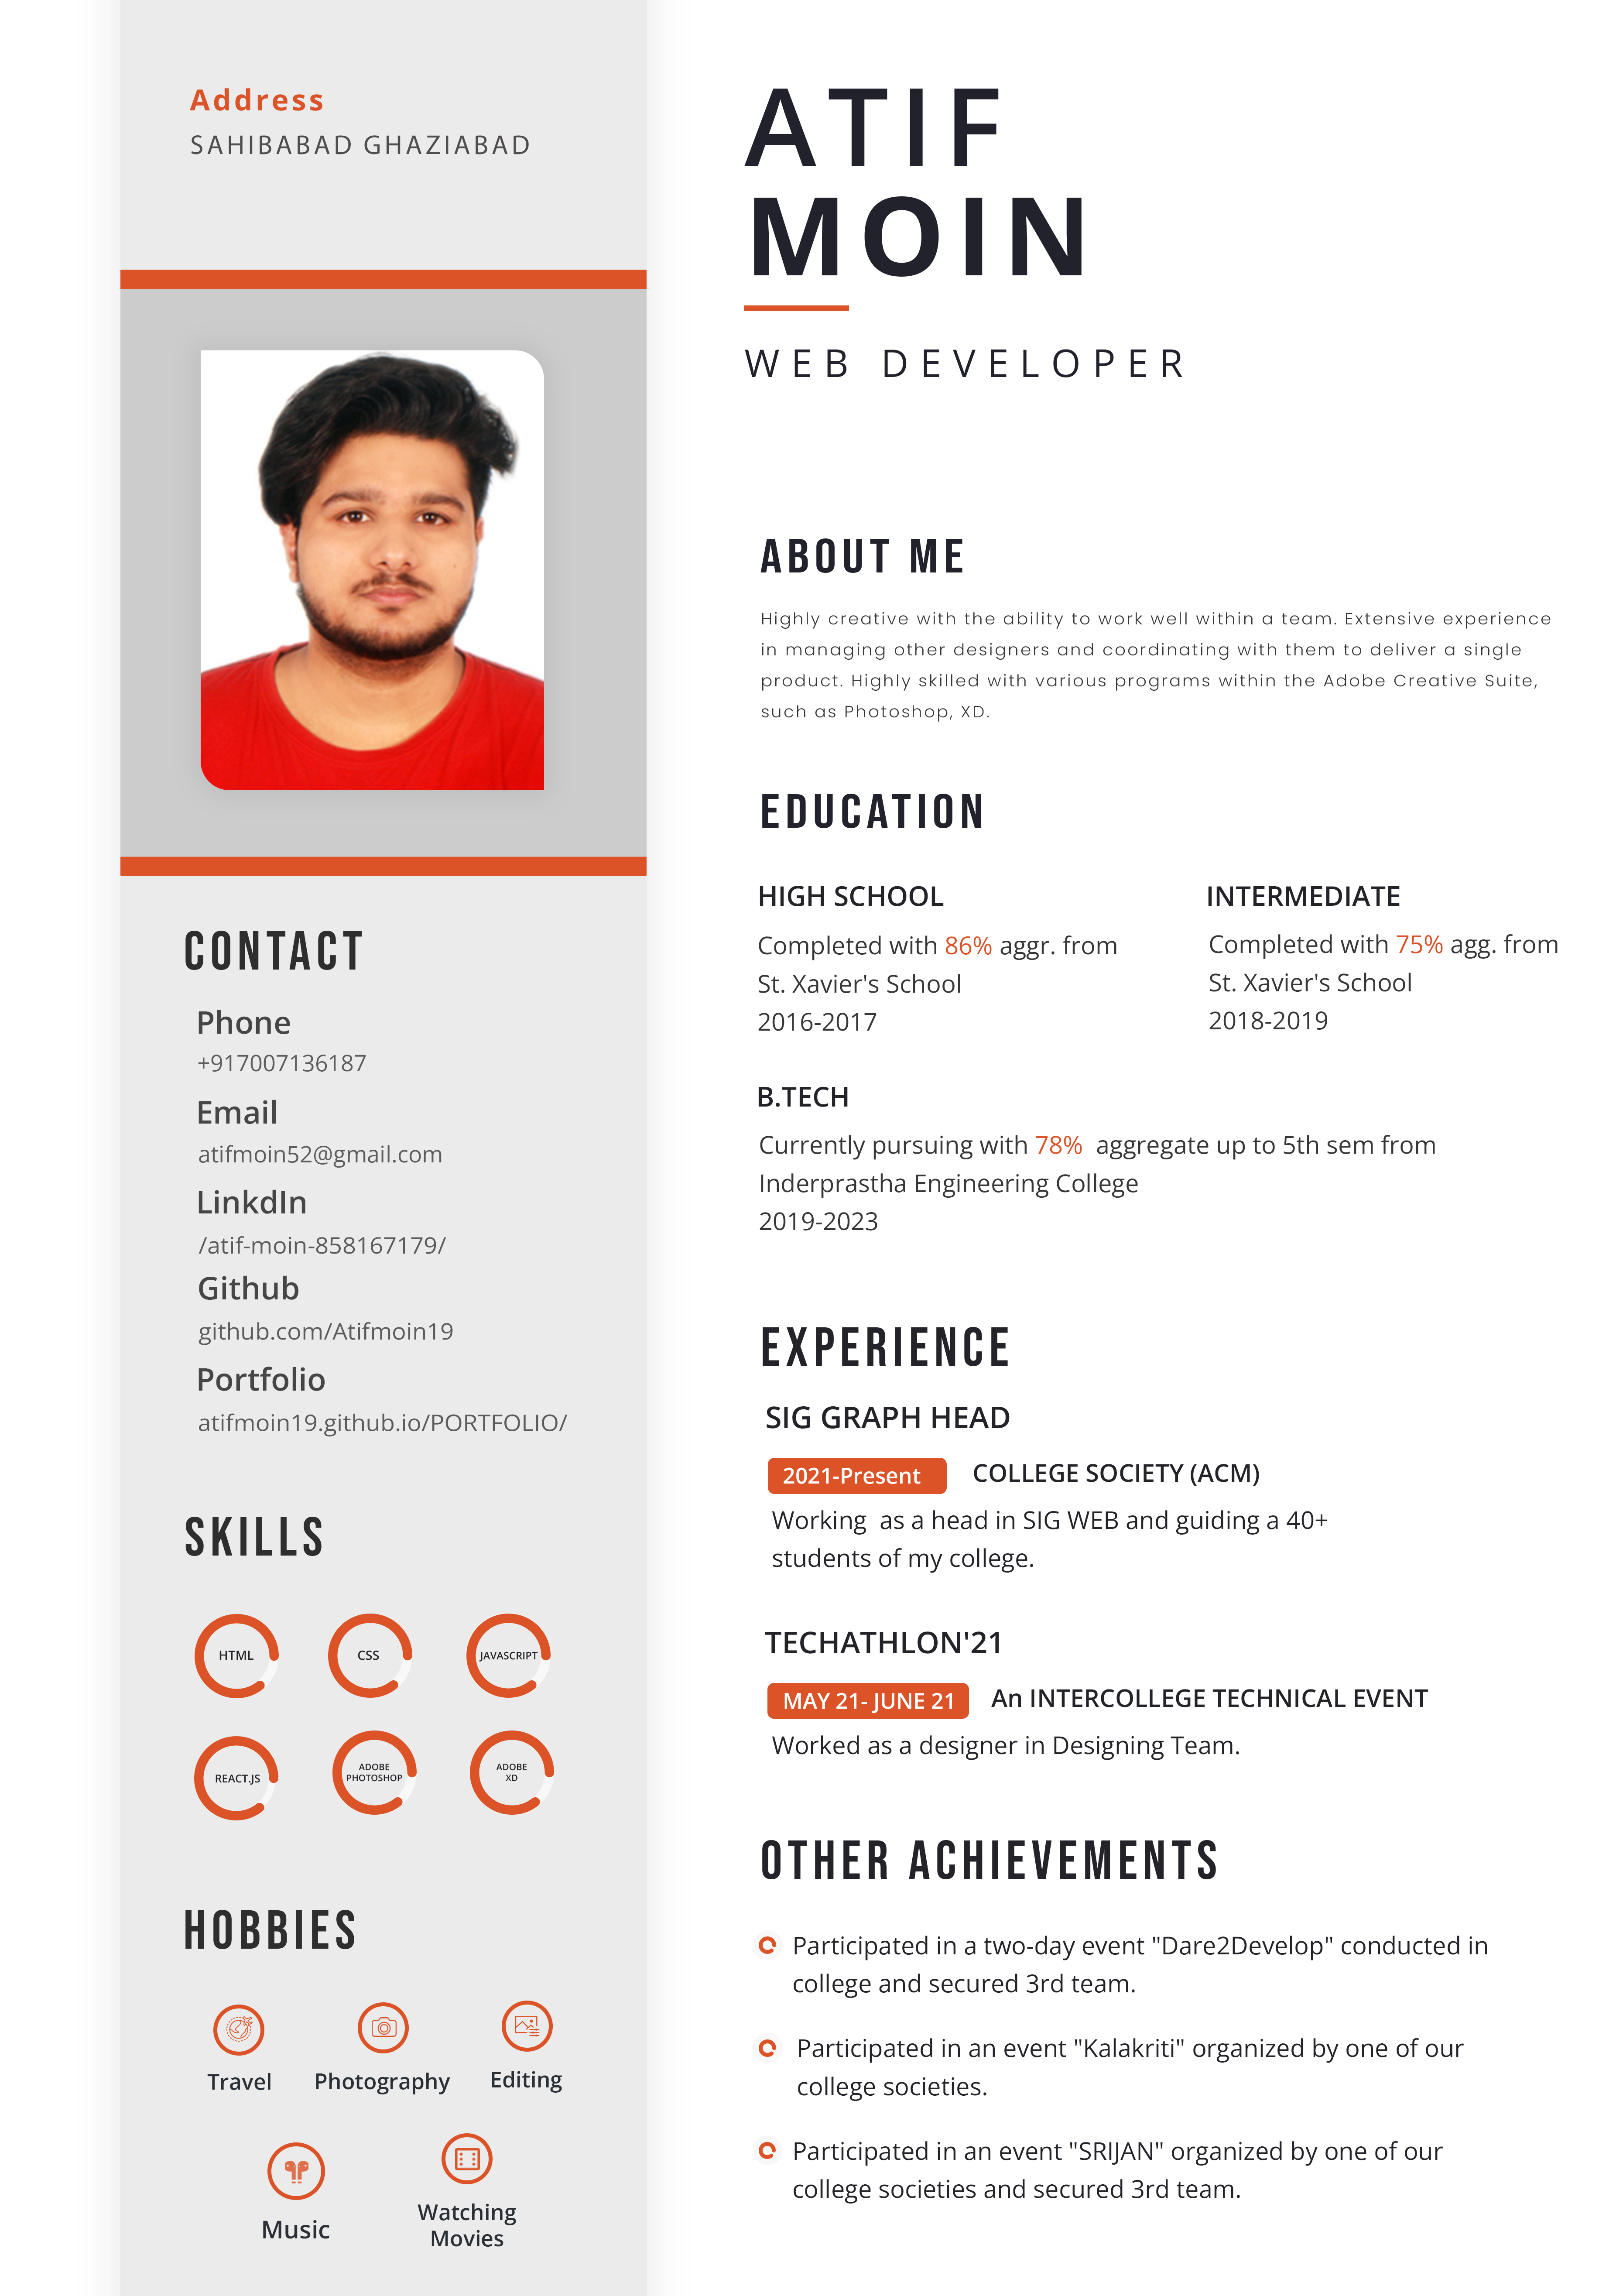 Address
SAHIBABAD GHAZIABAD
CONTACT
Phone
+917007136187
Email
atifmoin52@gmail.com
LinkdIn
/atif-moin-858167179/
Github
github.com/Atifmoin19
Portfolio
atifmoin19.github.io/PORTFOLIO/
SKILLS
HTML
CSS
JAVASCRIPT
REACT.JS
ADOBE
PHOTOSHOP
ADOBE
XD
HOBBIES
Travel
Photography
Editing
Music
Watching
Movies
ATIF
MOIN
WEB DEVELOPER
ABOUT ME
Highly creative with the ability to work well within a team. Extensive experience
in managing other designers and coordinating with them to deliver a single
product. Highly skilled with various programs within the Adobe Creative Suite,
such as Photoshop, XD.
EDUCATION
HIGH SCHOOL
Completed with 86% aggr. from
St. Xavier's School
2016-2017
INTERMEDIATE
Completed with 75% agg. from
St. Xavier's School
2018-2019
B.TECH
Currently pursuing with 78% aggregate up to 5th sem from
Inderprastha Engineering College
2019-2023
EXPERIENCE
SIG GRAPH HEAD
2021-Present COLLEGE SOCIETY (ACM)
Working as a head in SIG WEB and guiding a 40+
students of my college.
TECHATHLON'21
MAY 21- JUNE 21 An INTERCOLLEGE TECHNICAL EVENT
Worked as a designer in Designing Team.
OTHER ACHIEVEMENTS
Participated in a two-day event "Dare2Develop" conducted in
college and secured 3rd team.
Participated in an event "Kalakriti" organized by one of our
college societies.
Participated in an event "SRIJAN" organized by one of our
college societies and secured 3rd team.